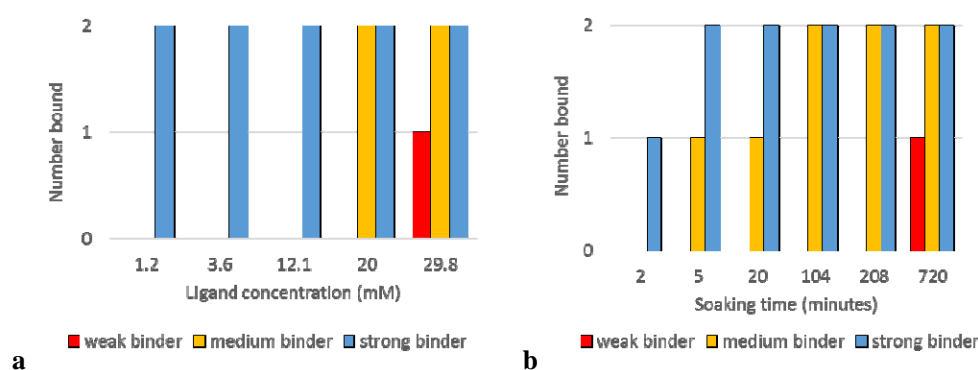 2
1
0
Number bound
1.2 3.6 12.1 20 29.8
Ligand concentration (mM)
weak binder medium binder strong binder
a
2
1
0
Number bound
2 5 20 104 208 720
Soaking time (minutes)
weak binder medium binder strong binder
b